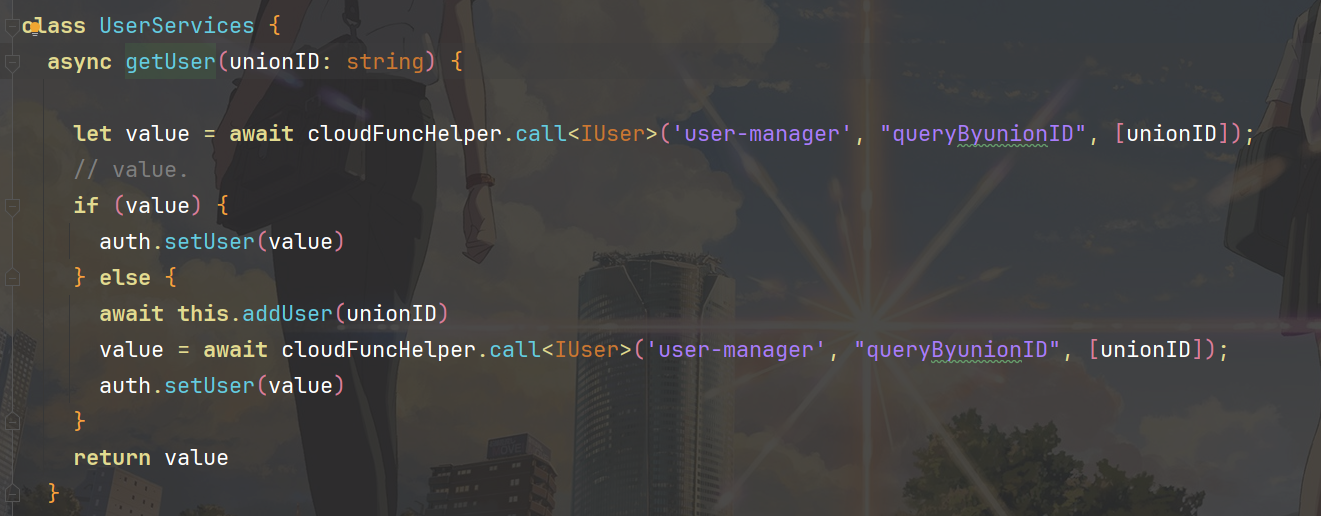 class UserServices {
async getUser(unionID: string) {
let value = await cloudFuncHelper.call<IUser>('user-manager', "queryByunionID", [unionID]);
// value.
if (value) {
auth.setUser(value)
} else {
await this.addUser(unionID)
value = await cloudFuncHelper.call<IUser>('user-manager', "queryByunionID", [unionID]);
auth.setUser(value)
}
return value
}